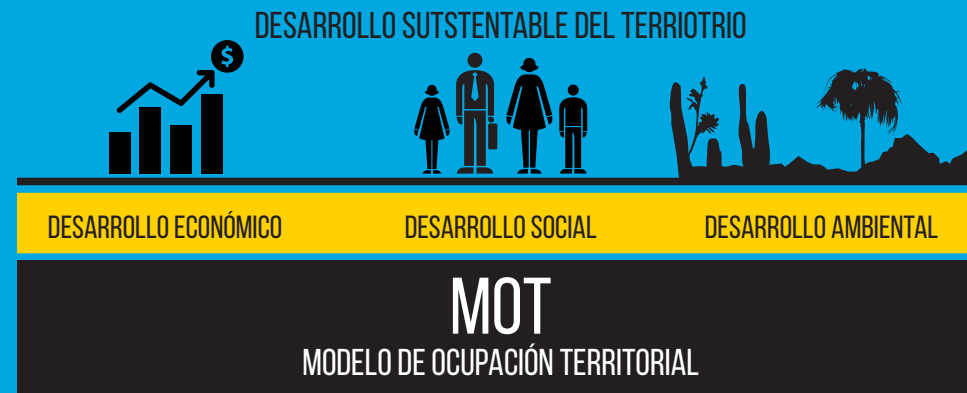 DESARROLLO SUTSTENTABLE DEL TERRIOTRIO
$
DESARROLLO ECONÓMICO DESARROLLO SOCIAL DESARROLLO AMBIENTAL
MOT
MODELO DE OCUPACIÓN TERRITORIAL